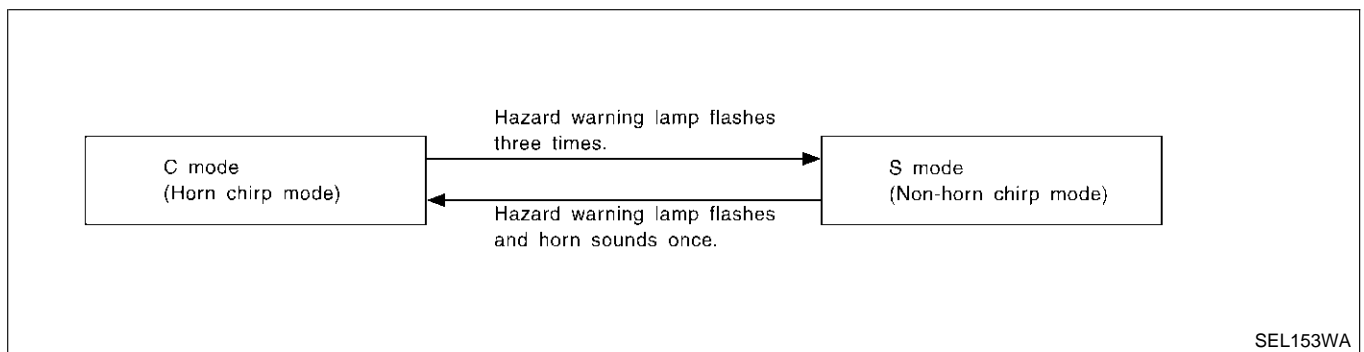 Hazard warning lamp flashes
three times.
C mode
(Horn chirp mode)
S mode
(Non-horn chirp mode)
Hazard warning lamp flashes
and horn sounds once.
SEL153WA